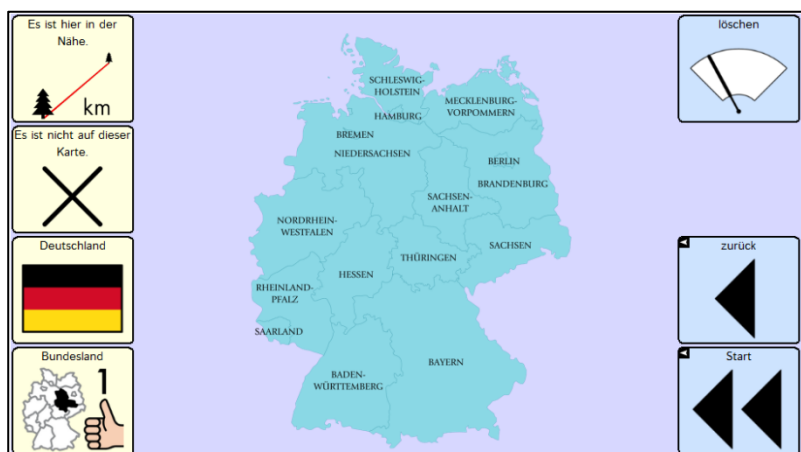 Es ist hier in der
Nähe.
km
Es ist nicht auf dieser
Karte.
Deutschland
Bundesland
1
SCHLESWIG-
HOLSTEIN
MECKLENBURG-
VORPOMMERN
HAMBURG
BREMEN
NIEDERSACHSEN
BERLIN
BRANDENBURG
SACHSEN-
ANHALT
NORDRHEIN-
WESTFALEN
SACHSEN
THÜRINGEN
HESSEN
RHEINLAND-
PFALZ
SAARLAND
BAYERN
BADEN-
WÜRTTEMBERG
löschen
zurück
Start